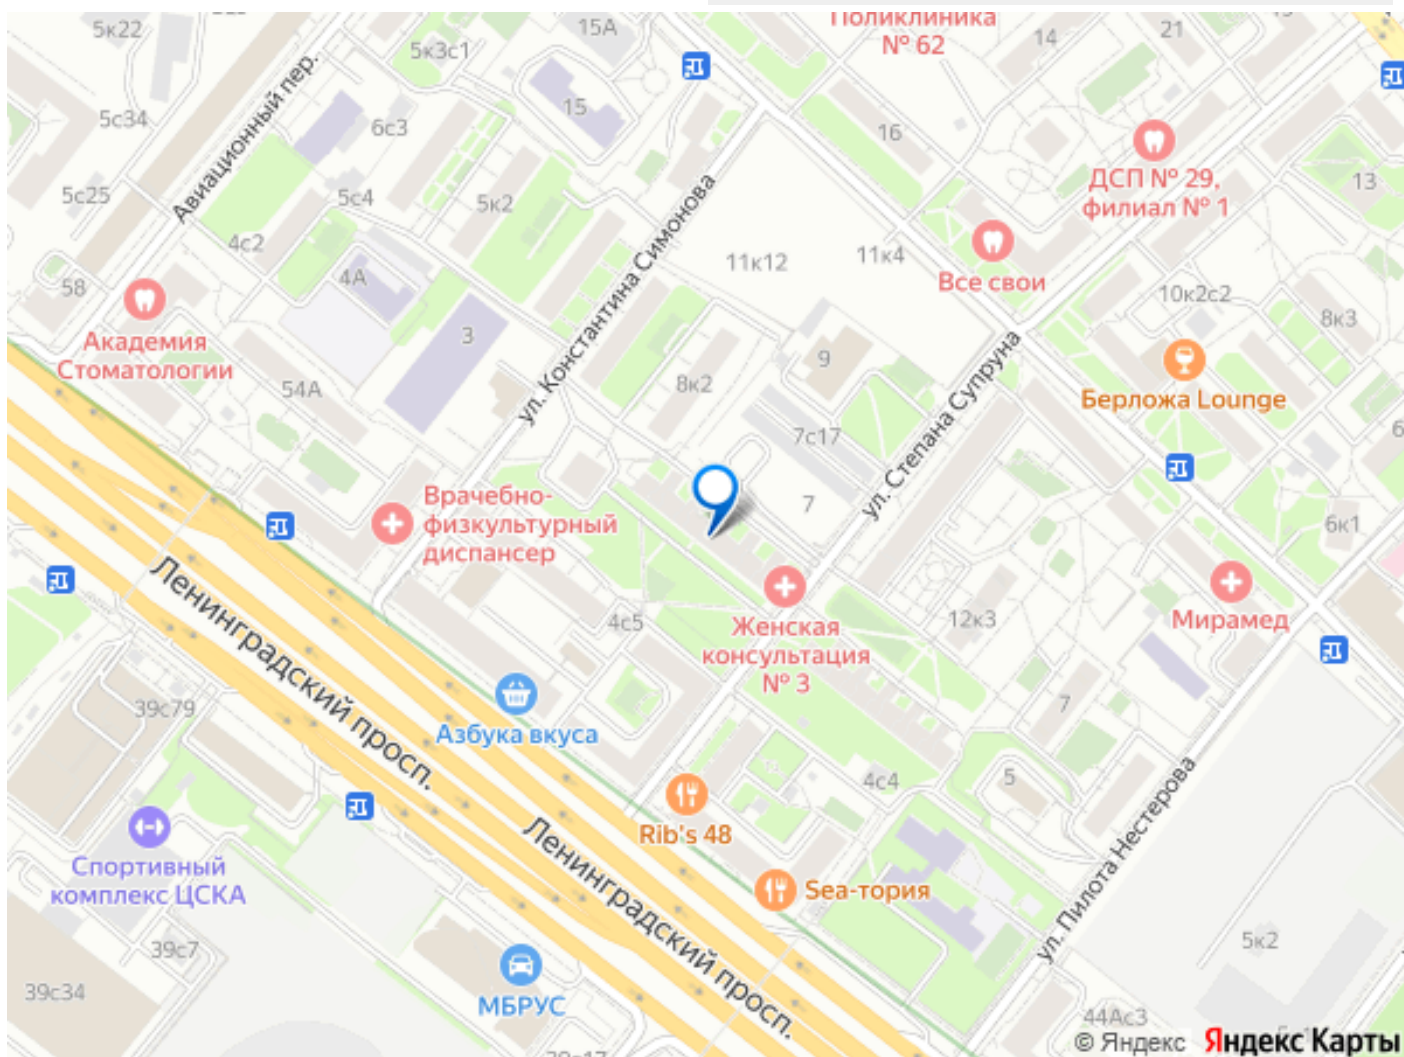 5к22
15А
Поликлиника
№ 62
14
21
5к3с1
Авиационный пер.
5с34
6с3
15
16
ДСП № 29,
филиал № 1
13
5с25
5с4
5к2
4с2
ул. Константина Симонова
11к12
11к4
Все свои
58
4А
10к2с2
8к3
Академия
Стоматологии
3
9
ул. Степана Супруна
Берложа Lounge
54А
8к2
7с17
6
Врачебно-
физкультурный
диспансер
7
6к1
Ленинградский просп.
4с5
Женская
консультация
№ 3
12к3
Мирамед
39с79
Азбука вкуса
7
4с4
5
ул. Пилота Нестерова
Rib's 48
Спортивный
комплекс ЦСКА
Ленинградский просп.
Sea-тория
39с7
5к2
39с34
МБРУС
44Ас3
© Яндекс Яндекс Карты